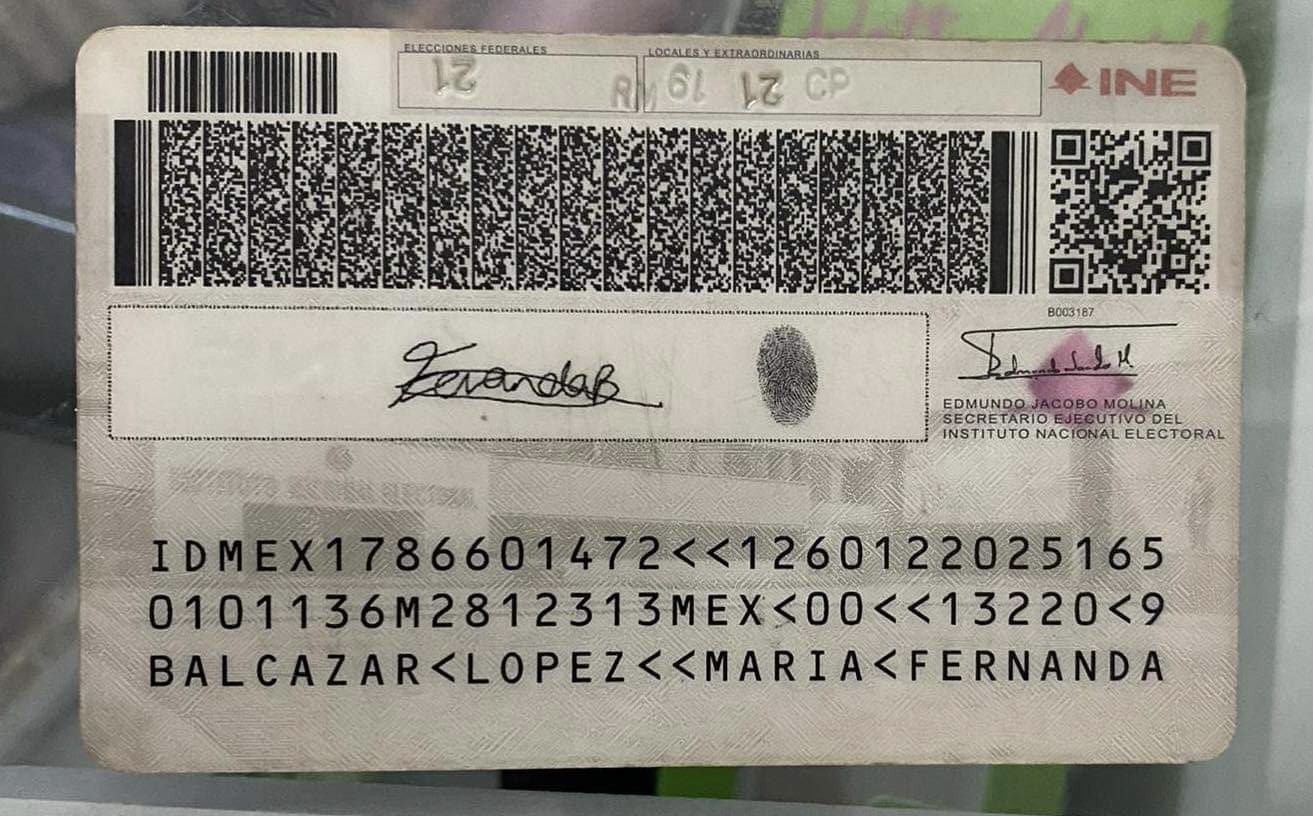 ELECCIONES FEDERALES
LOCALES Y EXTRAORDINARIAS
21
19 21 CP
INE
B003187
FernandaB
EDMUNDO JACOBO MOLINA
SECRETARIO EJECUTIVO DEL
INSTITUTO NACIONAL ELECTORAL
IDMEX1786601472<<1260122025165
0101136M2812313MEX<00<<13220<9
BALCAZAR<LOPEZ<<MARIA<FERNANDA